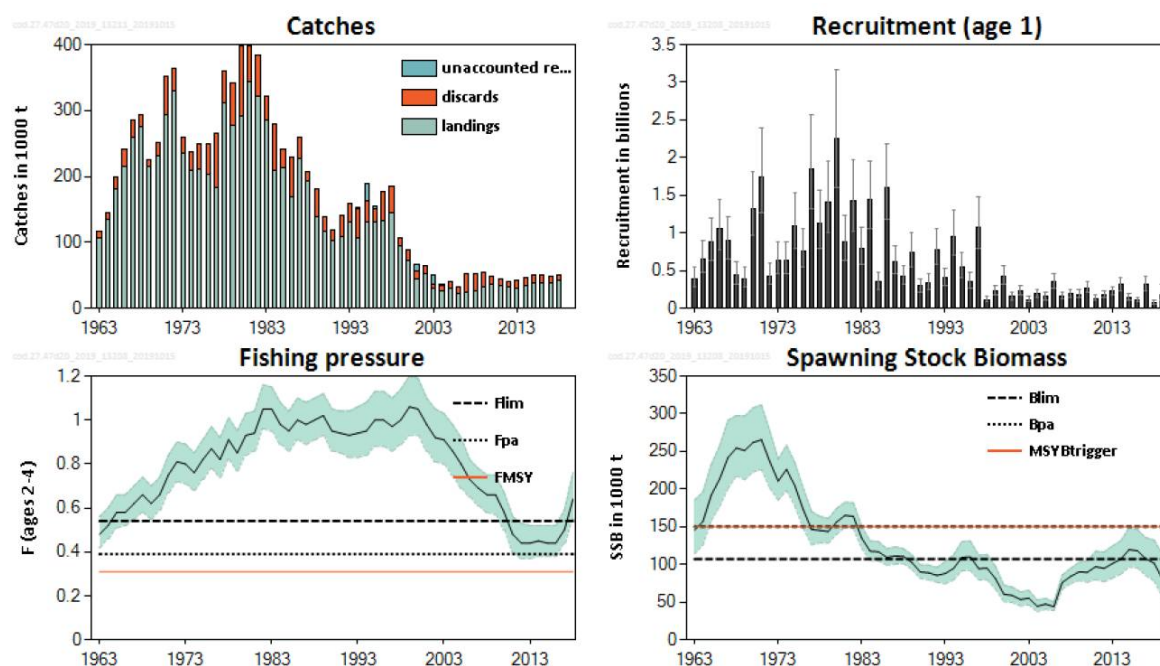 cod.27.47d20_2019_13211_20191015
Catches
Catches in 1000 t
400
300
200
100
0
unaccounted re...
discards
landings
1963 1973 1983 1993 2003 2013
Recruitment (age 1)
Recruitment in billions
3.5
3
2.5
2
1.5
1
0.5
0
1963 1973 1983 1993 2003 2013
Fishing pressure
F (ages 2-4)
1.2
1
0.8
0.6
0.4
0.2
0
Flim
Fpa
FMSY
1963 1973 1983 1993 2003 2013
Spawning Stock Biomass
SSB in 1000 t
350
300
250
200
150
100
50
0
Blim
Bpa
MSYBtrigger
1963 1973 1983 1993 2003 2013